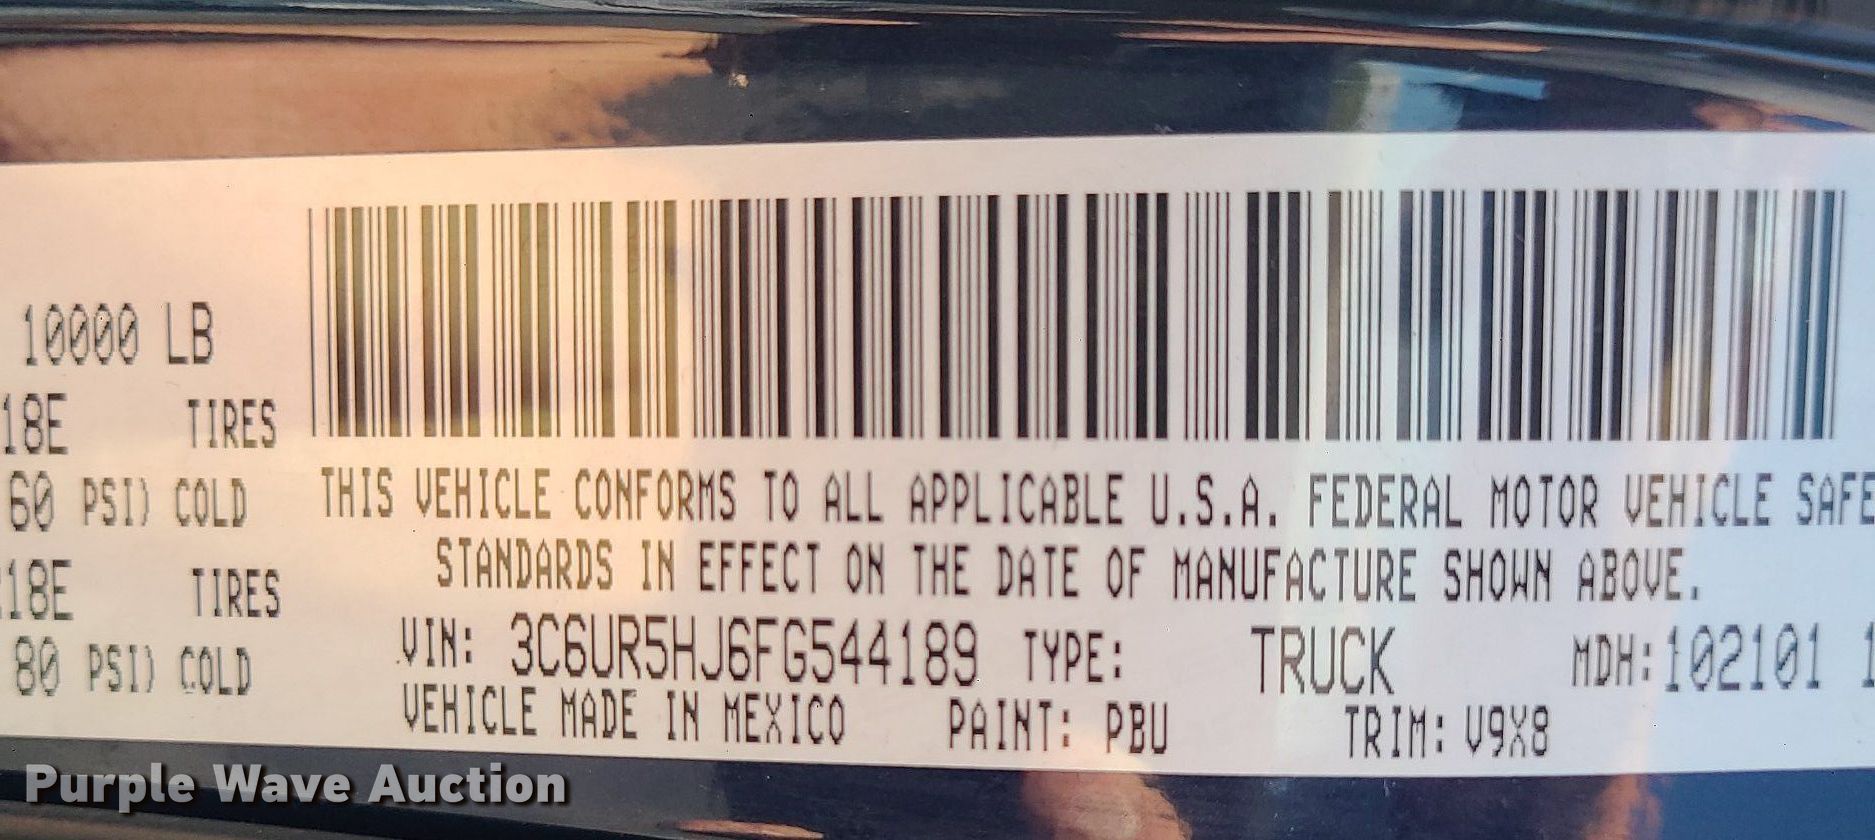 10000 LB
18E TIRES
60 PSI) COLD
18E TIRES
80 PSI) COLD
THIS VEHICLE CONFORMS TO ALL APPLICABLE U.S.A. FEDERAL MOTOR VEHICLE SAFE
STANDARDS IN EFFECT ON THE DATE OF MANUFACTURE SHOWN ABOVE.
VIN: 3C6UR5HJ6FG544189 TYPE: TRUCK MDH:102101 1
VEHICLE MADE IN MEXICO PAINT: PBU TRIM: V9X8
Purple Wave Auction